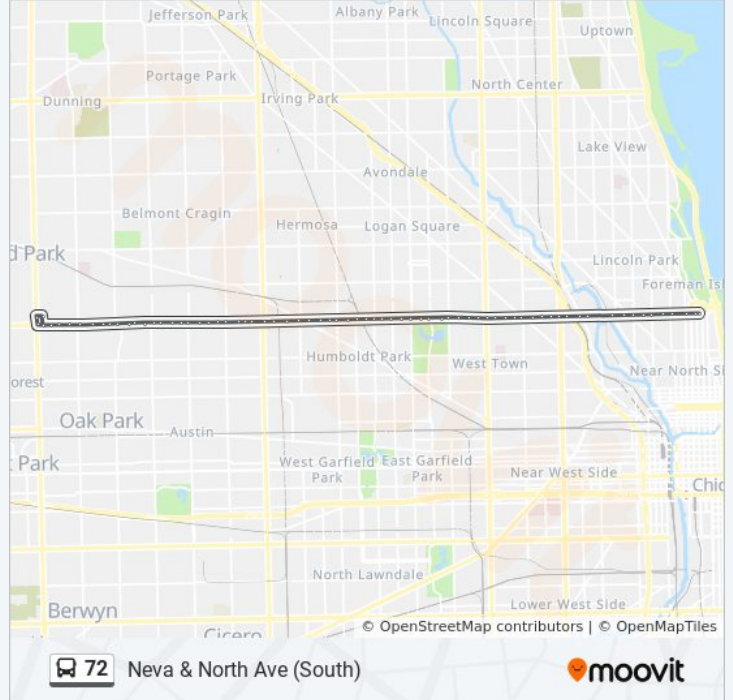 Jefferson Park
Albany Park
Lincoln Square
Uptown
Portage Park
North Center
Dunning
Irving Park
Lake View
Avondale
Belmont Cragin
Hermosa
Logan Square
d Park
Lincoln Park
Foreman Isl
Humboldt Park
West Town
Near North Si
orest
Oak Park
Austin
t Park
West Garfield
Park
East Garfield
Park
Near West Side
Chic
North Lawndale
Berwyn
Lower West Side
Cicero
© OpenStreetMap contributors | © OpenMapTiles
72 Neva & North Ave (South)
moovit